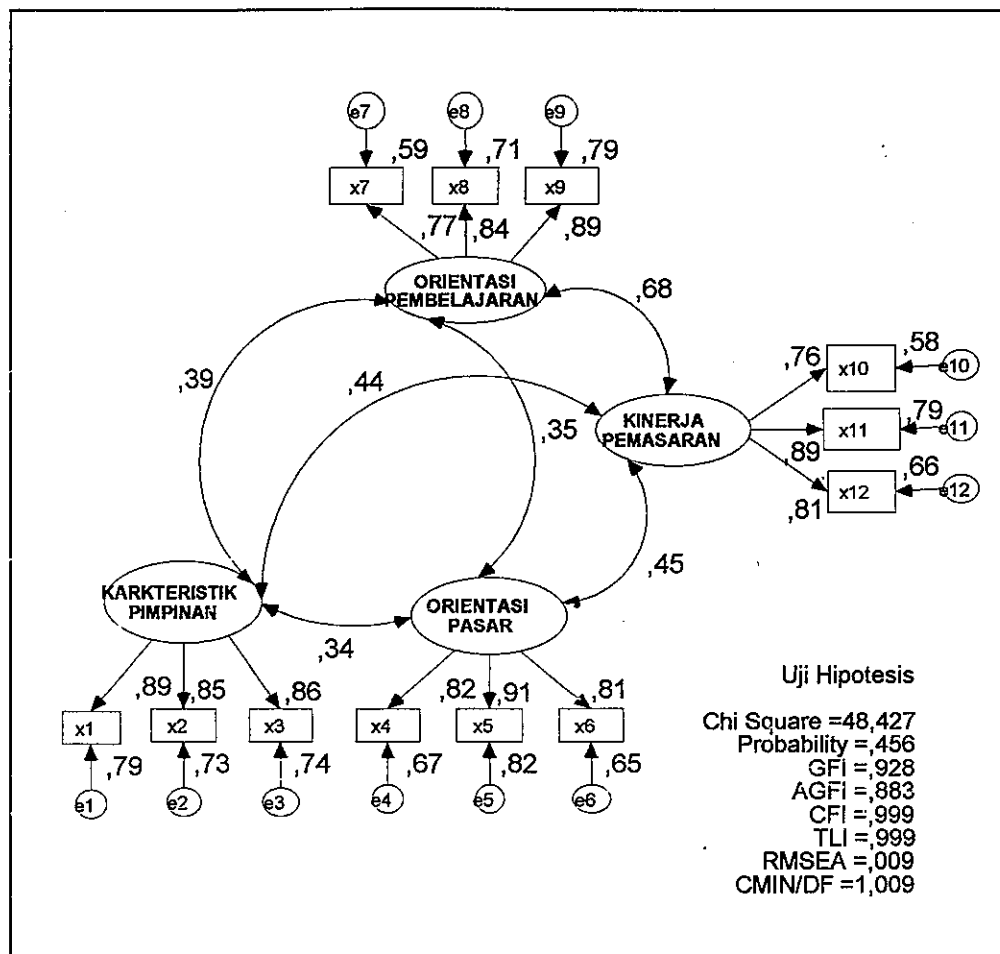 e7 e8 e9
,59 ,71 ,79
x7 x8 x9
,77 ,84 ,89
ORIENTASI
PEMBELAJARAN
,68
,39
,44
,35
,76 x10 ,58 e10
KINERJA
PEMASARAN
x11 ,79 e11
,89
x12 ,66 e12
,81
,45
KARKTERISTIK
PIMPINAN
ORIENTASI
PASAR
,34
,89 ,85 ,86 ,82 ,91 ,81
x1 x2 x3 x4 x5 x6
,79 ,73 ,74 ,67 ,82 ,65
e1 e2 e3 e4 e5 e6
Uji Hipotesis
Chi Square =48,427
Probability =,456
GFI =,928
AGFI =,883
CFI =,999
TLI =,999
RMSEA =,009
CMIN/DF =1,009